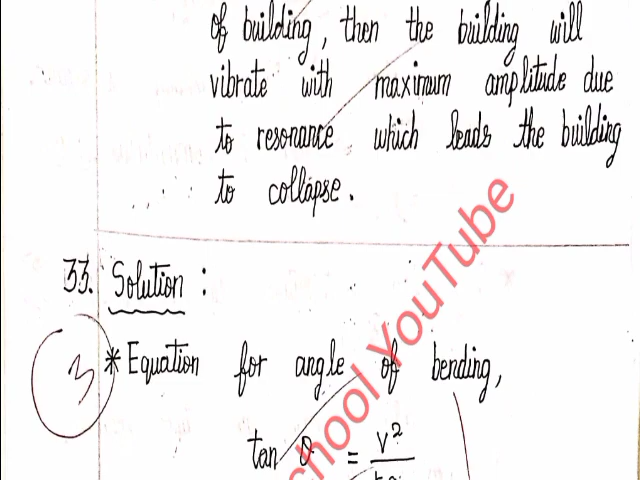 of building, then the building will
vibrate with maximum amplitude due
to resonance. which leads the building
to collapse.
33. Solution :
3
* Equation for angle of bending,
tan θ = v²
chool YouTube